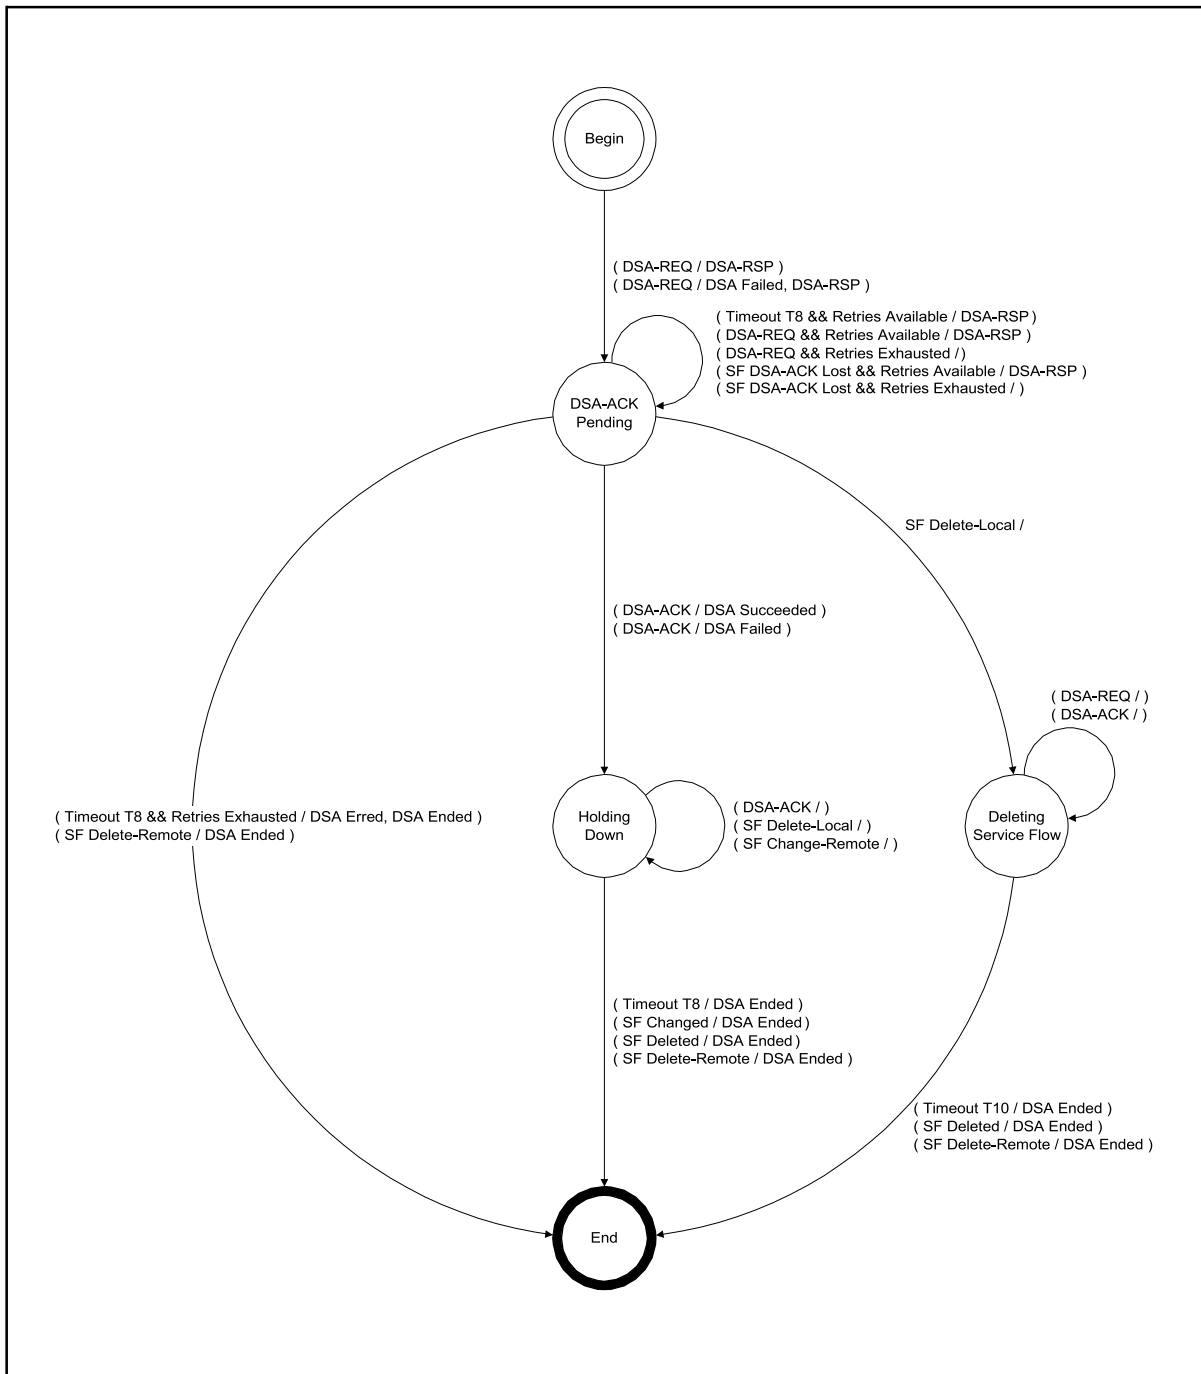 Begin
( DSA-REQ / DSA-RSP )
( DSA-REQ / DSA Failed, DSA-RSP )
( Timeout T8 && Retries Available / DSA-RSP )
( DSA-REQ && Retries Available / DSA-RSP )
( DSA-REQ && Retries Exhausted /)
( SF DSA-ACK Lost && Retries Available / DSA-RSP )
( SF DSA-ACK Lost && Retries Exhausted / )
DSA-ACK
Pending
SF Delete-Local /
( DSA-ACK / DSA Succeeded )
( DSA-ACK / DSA Failed )
( DSA-REQ / )
( DSA-ACK / )
( Timeout T8 && Retries Exhausted / DSA Erred, DSA Ended )
( SF Delete-Remote / DSA Ended )
Holding
Down
( DSA-ACK / )
( SF Delete-Local / )
( SF Change-Remote / )
Deleting
Service Flow
( Timeout T8 / DSA Ended )
( SF Changed / DSA Ended )
( SF Deleted / DSA Ended )
( SF Delete-Remote / DSA Ended )
( Timeout T10 / DSA Ended )
( SF Deleted / DSA Ended )
( SF Delete-Remote / DSA Ended )
End